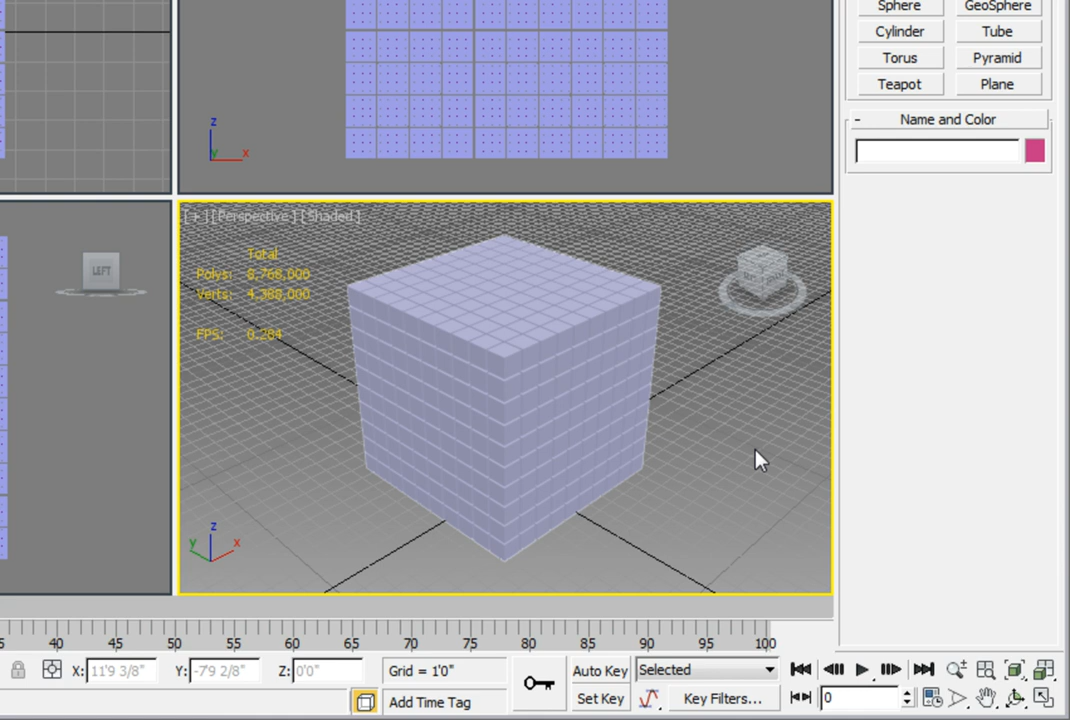 Sphere GeoSphere
Cylinder Tube
Torus Pyramid
Teapot Plane
- Name and Color
z
y x
[+][Perspective][Shaded]
Total
Polys: 8,768,000
Verts: 4,388,000
FPS: 0.284
LEFT
z
y x
40 45 50 55 60 65 70 75 80 85 90 95 100
X: 11'9 3/8" Y: -7'9 2/8" Z: 0'0" Grid = 1'0" Auto Key Selected
Add Time Tag Set Key Key Filters... 0